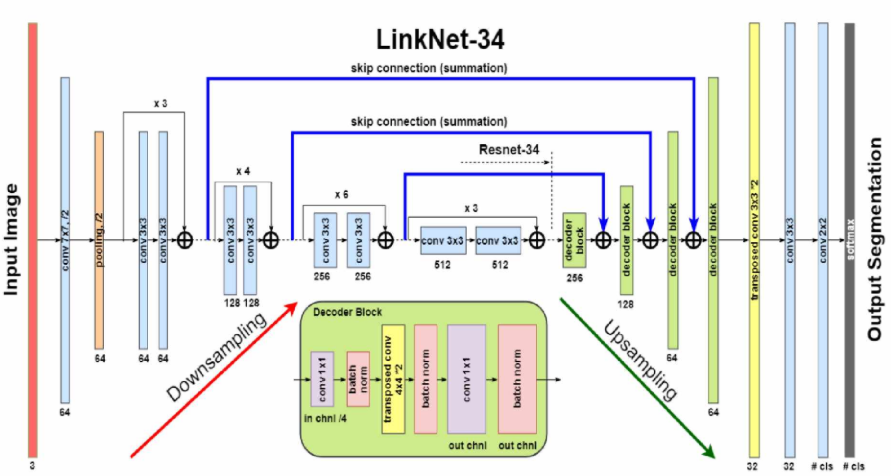 LinkNet-34
skip connection (summation)
skip connection (summation)
Resnet-34
x 3
x 4
x 6
x 3
Input Image
3
conv 7x7, /2
64
pooling, /2
64
conv 3x3
conv 3x3
64 64
conv 3x3
conv 3x3
128 128
conv 3x3
conv 3x3
256 256
conv 3x3
conv 3x3
512 512
decoder block
256
decoder block
128
decoder block
64
decoder block
64
transposed conv 3x3 *2
32
conv 3x3
32
conv 2x2
# cls
softmax
# cls
Output Segmentation
Downsampling
Upsampling
Decoder Block
conv 1x1
in chnl /4
batch norm
transposed conv
4x4 *2
batch norm
conv 1x1
out chnl
batch norm
out chnl